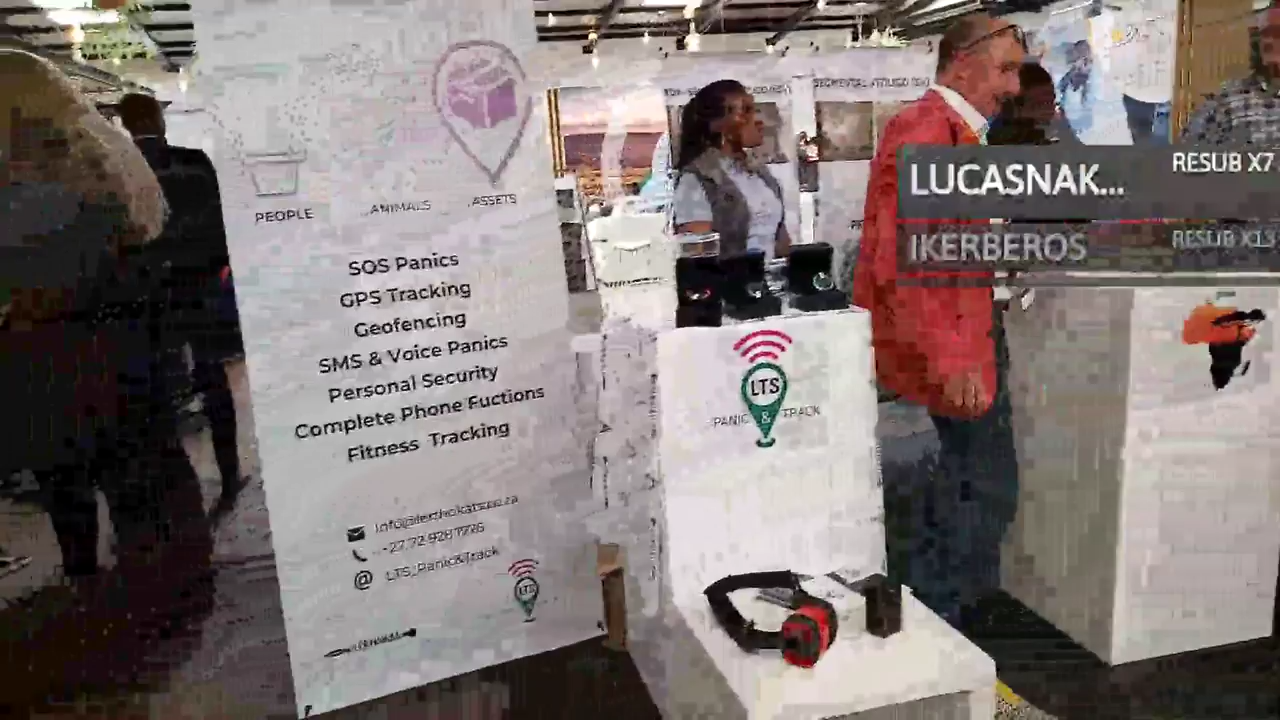 PEOPLE
ANIMALS
ASSETS
SOS Panics
GPS Tracking
Geofencing
SMS & Voice Panics
Personal Security
Complete Phone Fuctions
Fitness Tracking
LTS_Panic&Track
LTS
LTS
PANIC & TRACK
LUCASNAK...
RESUB X7
IKERBEROS
RESUB X13